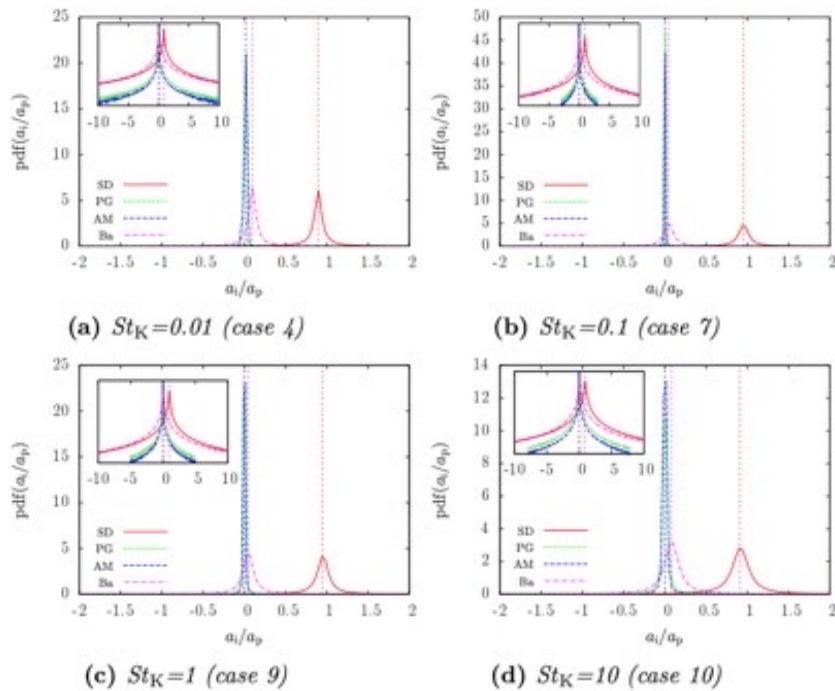 25
20
15
10
5
0
pdf(a_i/a_p)
-10 -5 0 5 10
SD
PG
AM
Ba
-2 -1.5 -1 -0.5 0 0.5 1 1.5 2
a_i/a_p
(a) St_K=0.01 (case 4)
50
45
40
35
30
25
20
15
10
5
0
pdf(a_i/a_p)
-10 -5 0 5 10
SD
PG
AM
Ba
-2 -1.5 -1 -0.5 0 0.5 1 1.5 2
a_i/a_p
(b) St_K=0.1 (case 7)
25
20
15
10
5
0
pdf(a_i/a_p)
-10 -5 0 5 10
SD
PG
AM
Ba
-2 -1.5 -1 -0.5 0 0.5 1 1.5 2
a_i/a_p
(c) St_K=1 (case 9)
14
12
10
8
6
4
2
0
pdf(a_i/a_p)
-10 -5 0 5 10
SD
PG
AM
Ba
-2 -1.5 -1 -0.5 0 0.5 1 1.5 2
a_i/a_p
(d) St_K=10 (case 10)